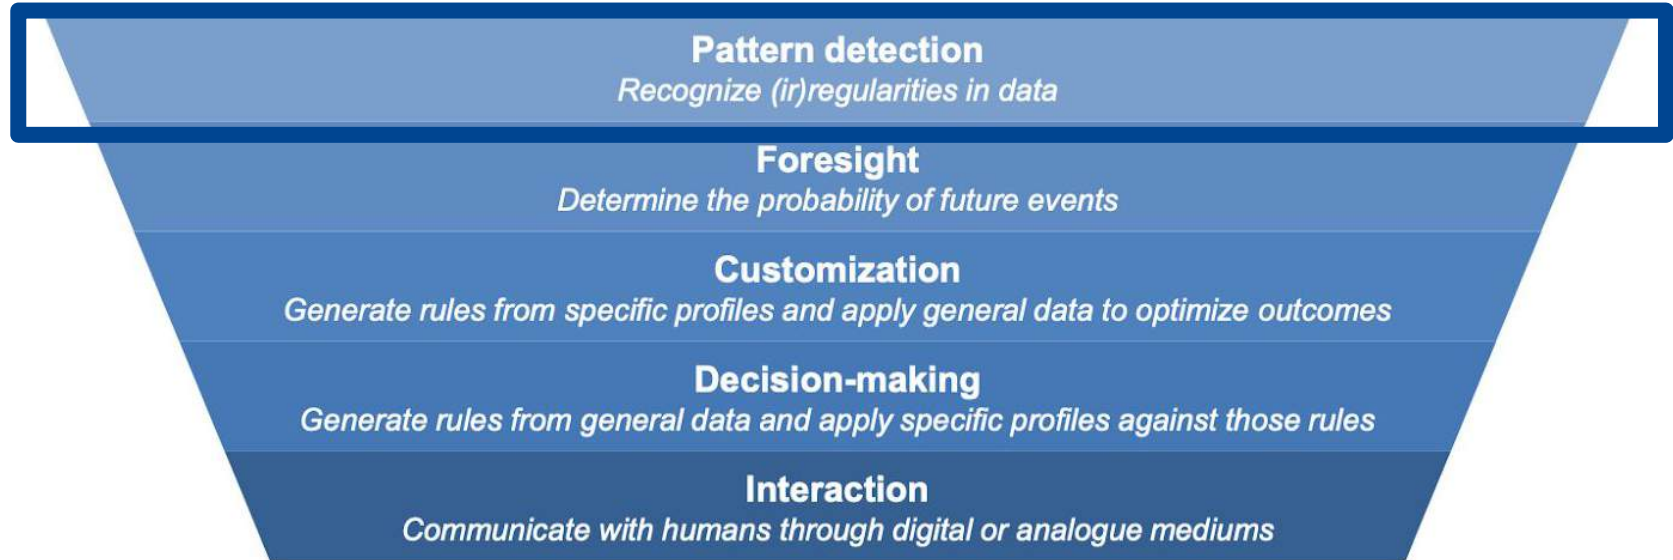 Pattern detection
Recognize (ir)regularities in data
Foresight
Determine the probability of future events
Customization
Generate rules from specific profiles and apply general data to optimize outcomes
Decision-making
Generate rules from general data and apply specific profiles against those rules
Interaction
Communicate with humans through digital or analogue mediums